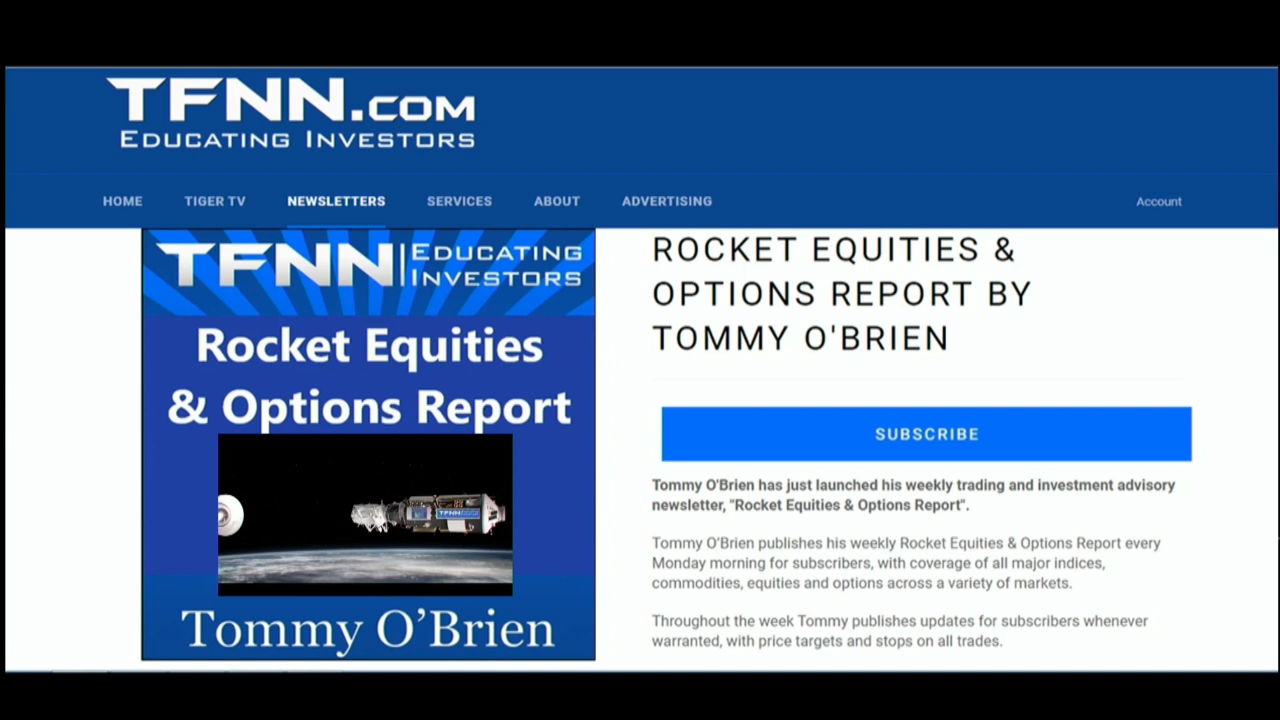 TFNN.COM
EDUCATING INVESTORS
HOME TIGER TV NEWSLETTERS SERVICES ABOUT ADVERTISING Account
TFNN | EDUCATING
INVESTORS
Rocket Equities
& Options Report
TFNN
Tommy O’Brien
ROCKET EQUITIES &
OPTIONS REPORT BY
TOMMY O'BRIEN
SUBSCRIBE
Tommy O'Brien has just launched his weekly trading and investment advisory
newsletter, "Rocket Equities & Options Report".
Tommy O’Brien publishes his weekly Rocket Equities & Options Report every
Monday morning for subscribers, with coverage of all major indices,
commodities, equities and options across a variety of markets.
Throughout the week Tommy publishes updates for subscribers whenever
warranted, with price targets and stops on all trades.